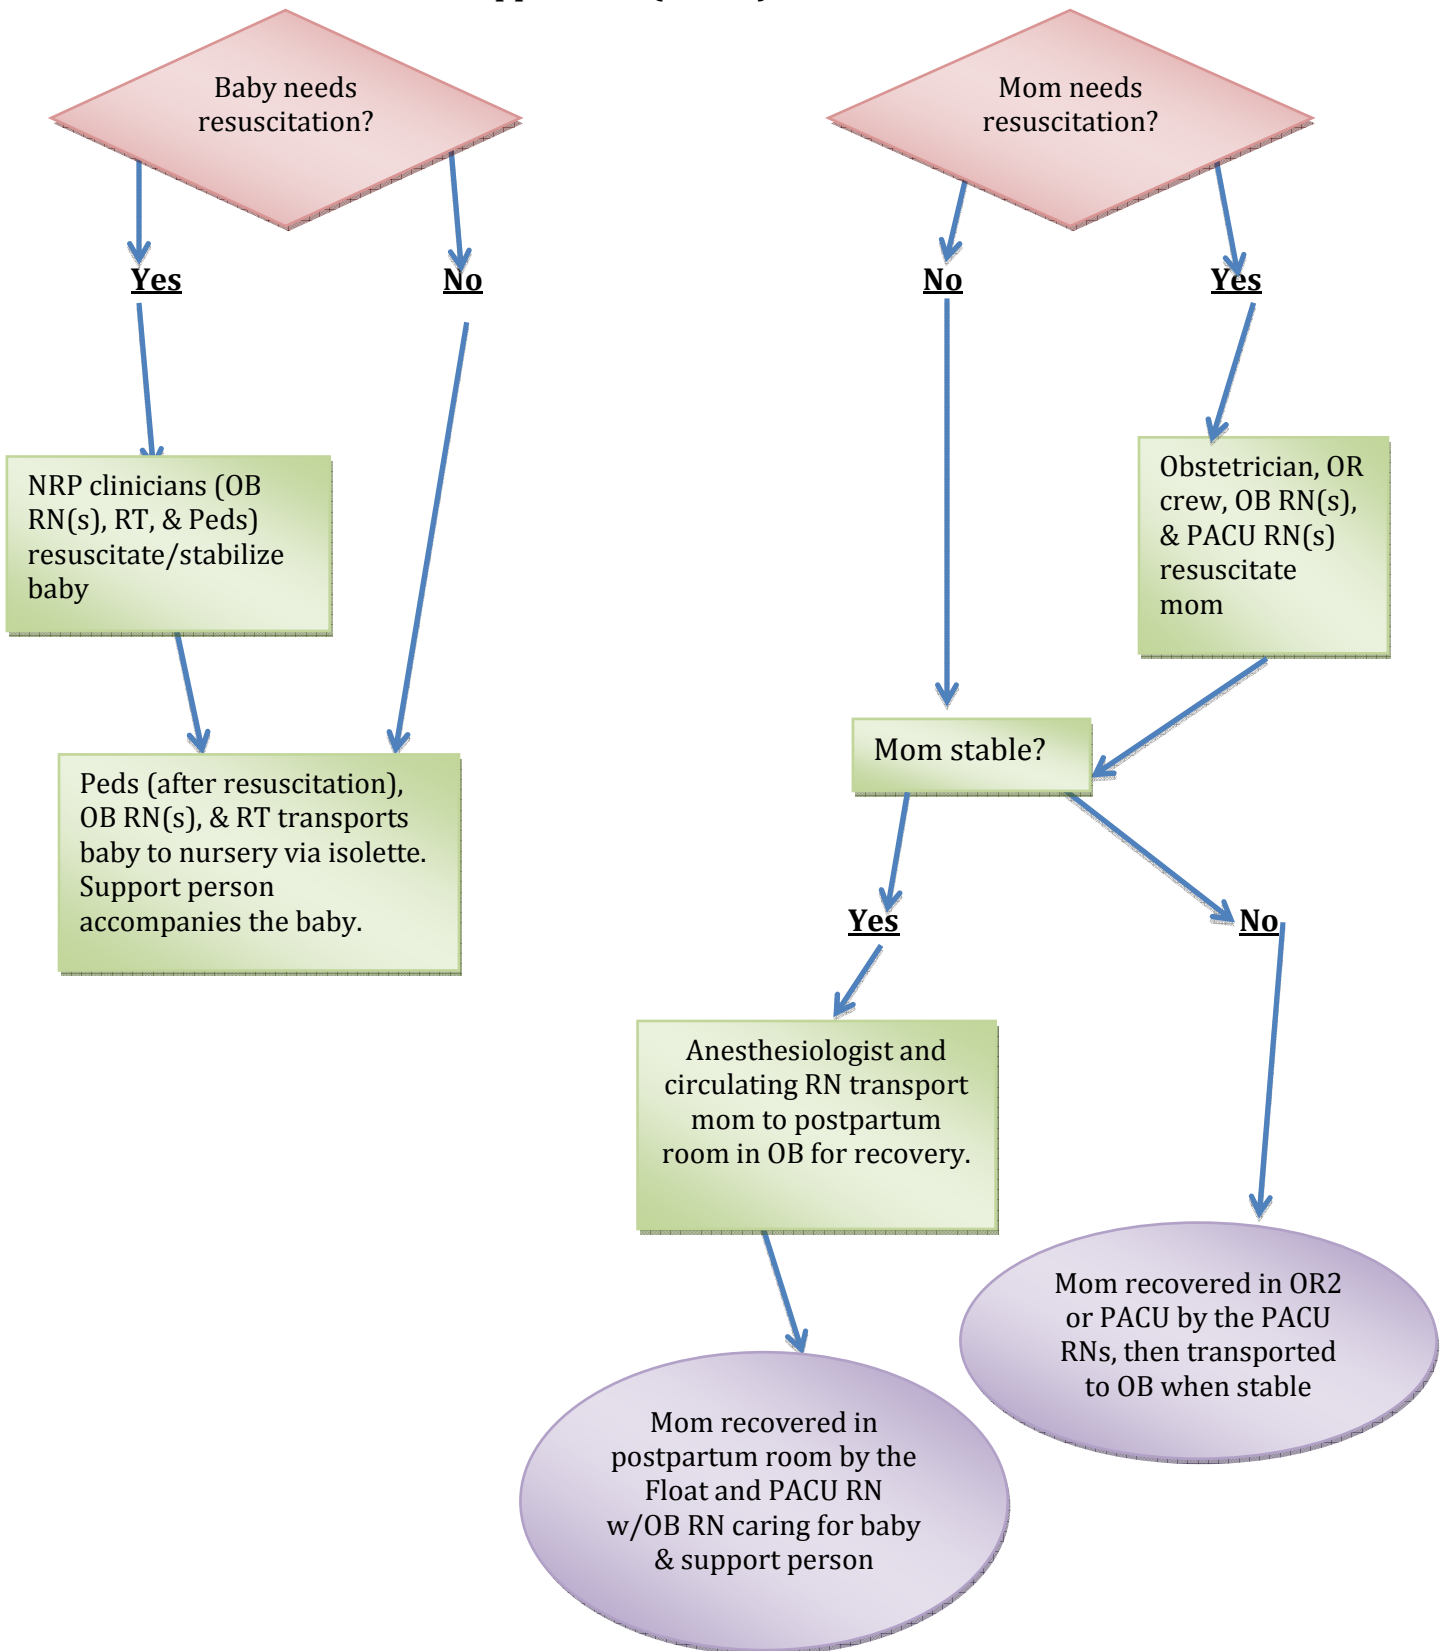 Baby needs
resuscitation?
Mom needs
resuscitation?
Yes
No
No
Yes
NRP clinicians (OB
RN(s), RT, & Peds)
resuscitate/stabilize
baby
Obstetrician, OR
crew, OB RN(s),
& PACU RN(s)
resuscitate
mom
Peds (after resuscitation),
OB RN(s), & RT transports
baby to nursery via isolette.
Support person
accompanies the baby.
Mom stable?
Yes
No
Anesthesiologist and
circulating RN transport
mom to postpartum
room in OB for recovery.
Mom recovered in OR2
or PACU by the PACU
RNs, then transported
to OB when stable
Mom recovered in
postpartum room by the
Float and PACU RN
w/OB RN caring for baby
& support person